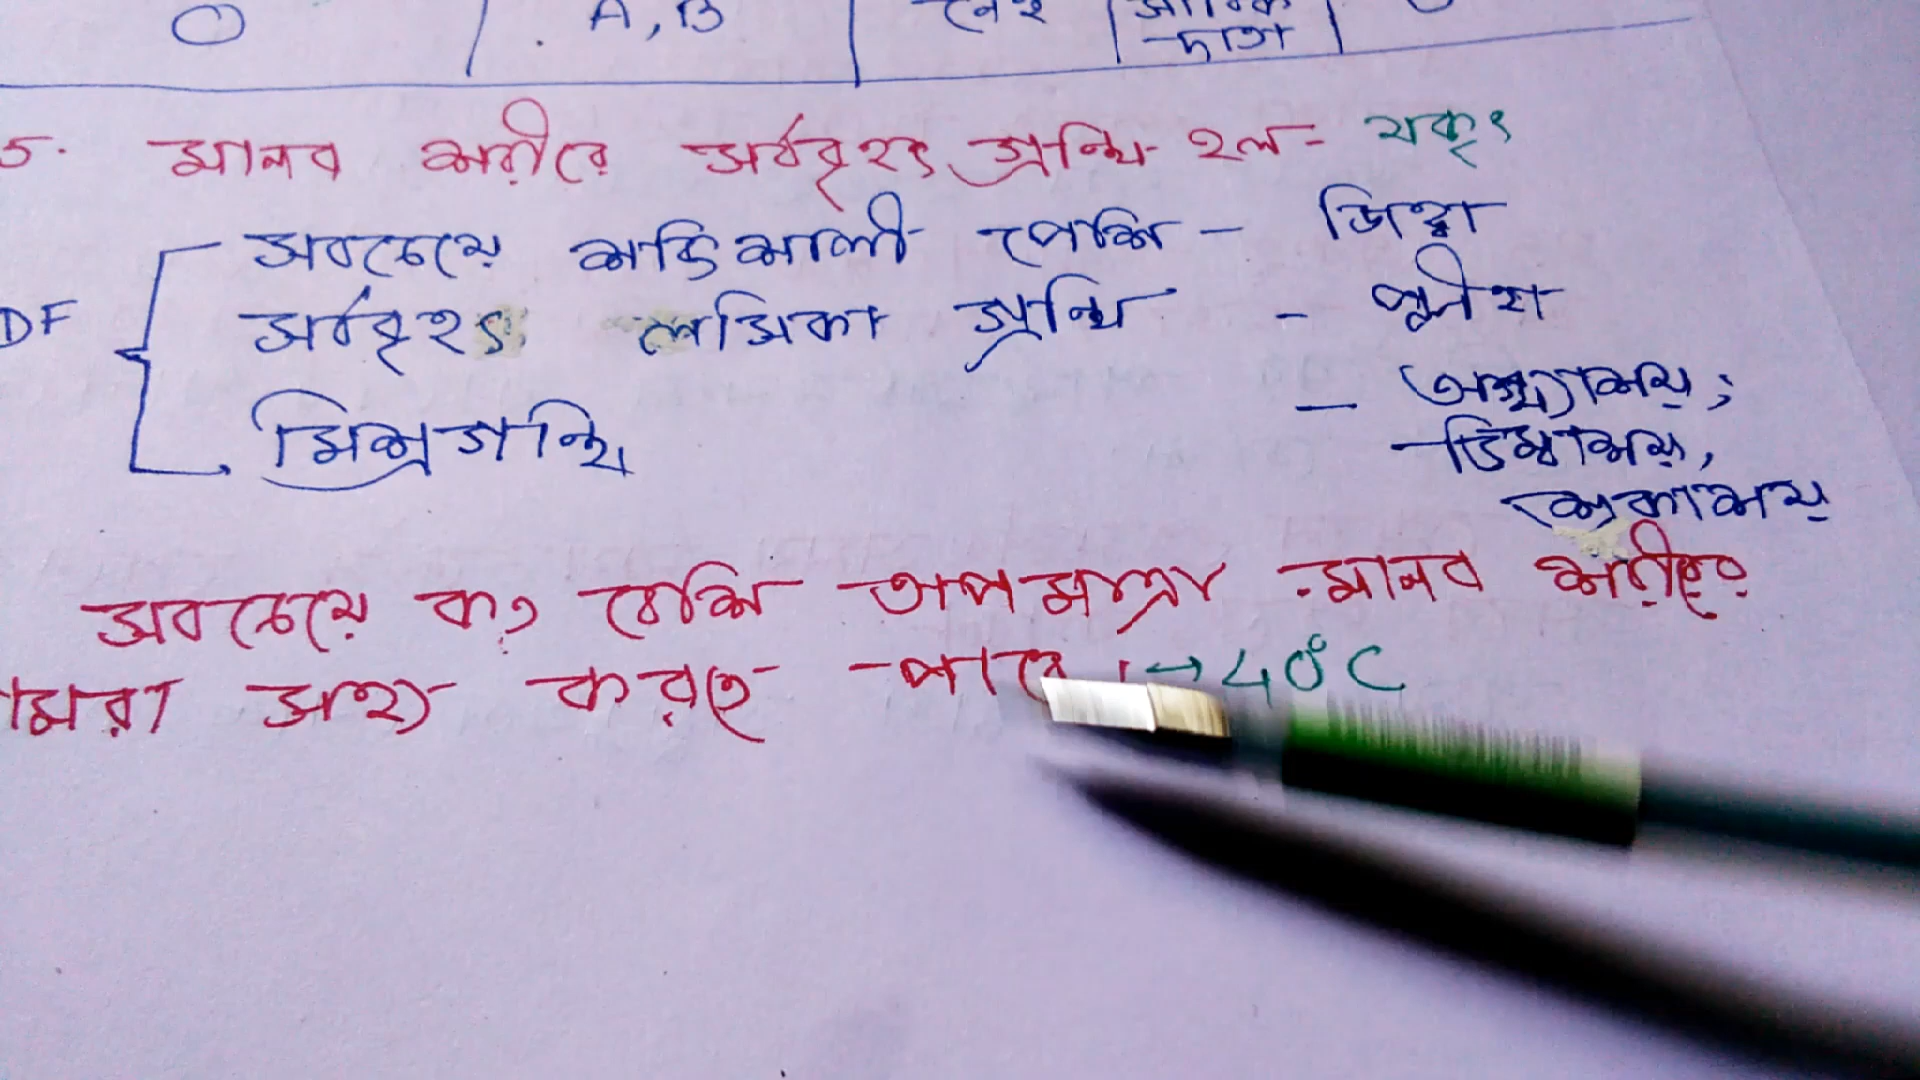 O A, B নেই সার্বিক
দাতা
5. মানব শরীরে সর্ববৃহৎ গ্রন্থি হল- যকৃৎ
সবচেয়ে শক্তিশালী পেশি - জিহ্বা
DF সর্ববৃহৎ লসিকা গ্রন্থি - প্লীহা
মিশ্রগ্রন্থি - অগ্ন্যাশয়;
ডিম্বাশয়,
শুক্রাশয়
সবচেয়ে কত বেশি তাপমাত্রা মানব শরীরের
মরা সহ্য করতে পারে। → 40°C